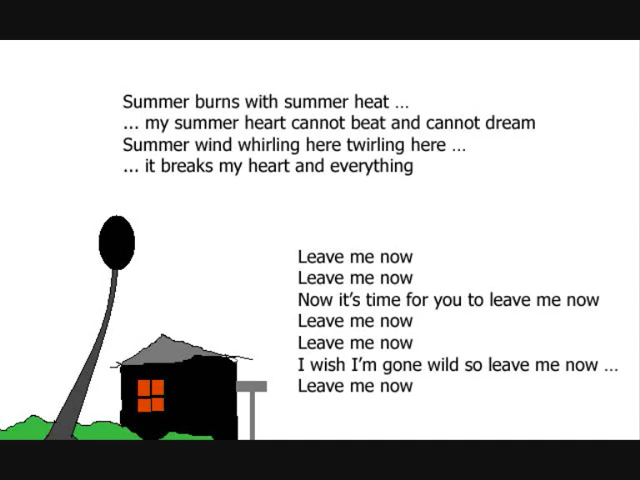 Summer burns with summer heat ...
... my summer heart cannot beat and cannot dream
Summer wind whirling here twirling here ...
... it breaks my heart and everything
Leave me now
Leave me now
Now it's time for you to leave me now
Leave me now
Leave me now
I wish I'm gone wild so leave me now ...
Leave me now